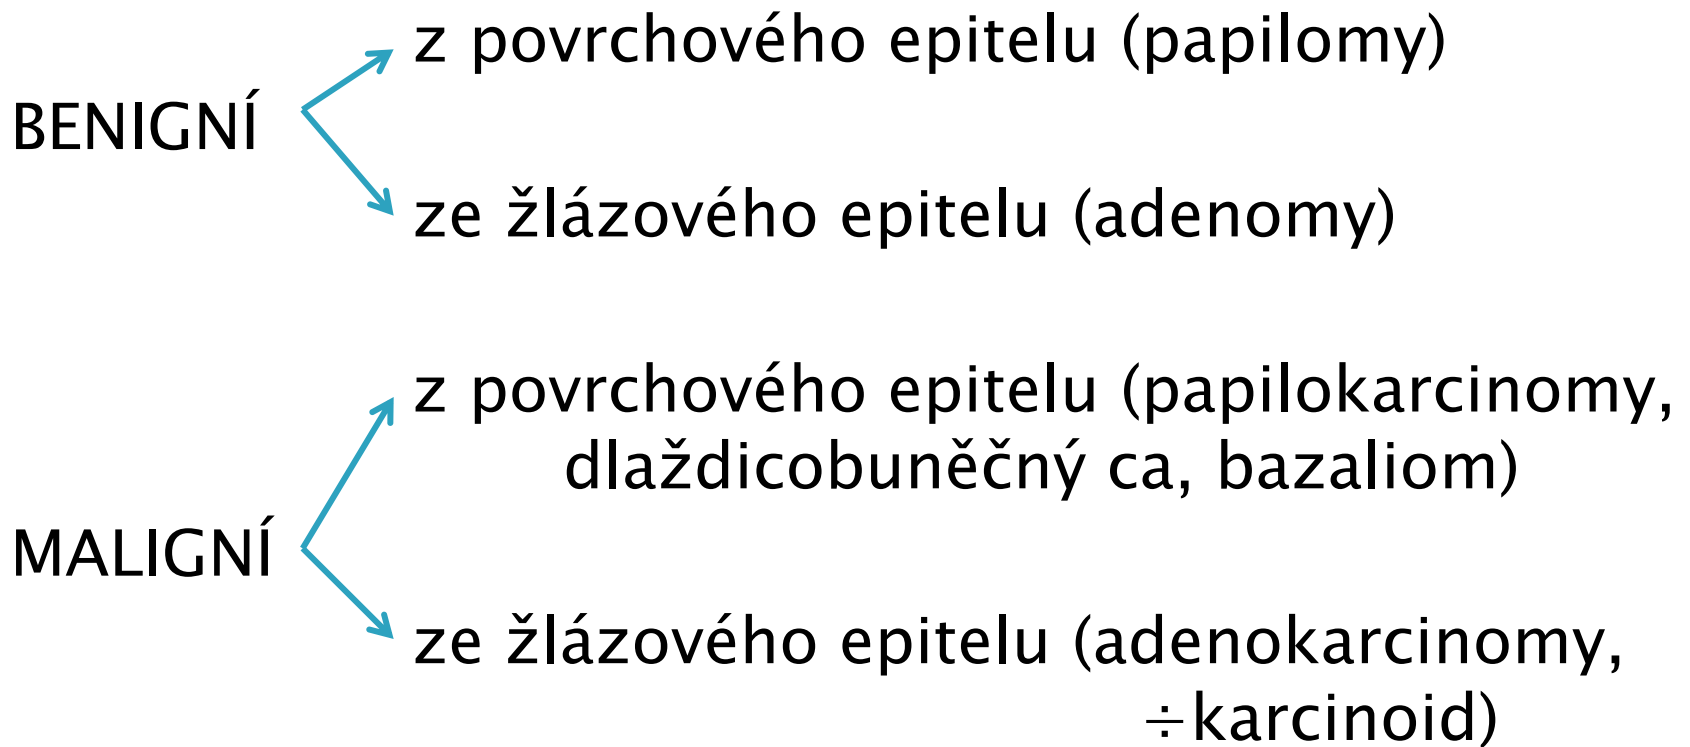 z povrchového epitelu (papilomy)
BENIGNÍ
ze žlázového epitelu (adenomy)
z povrchového epitelu (papilokarcinomy,
dlaždicobuněčný ca, bazaliom)
MALIGNÍ
ze žlázového epitelu (adenokarcinomy,
÷karcinoid)